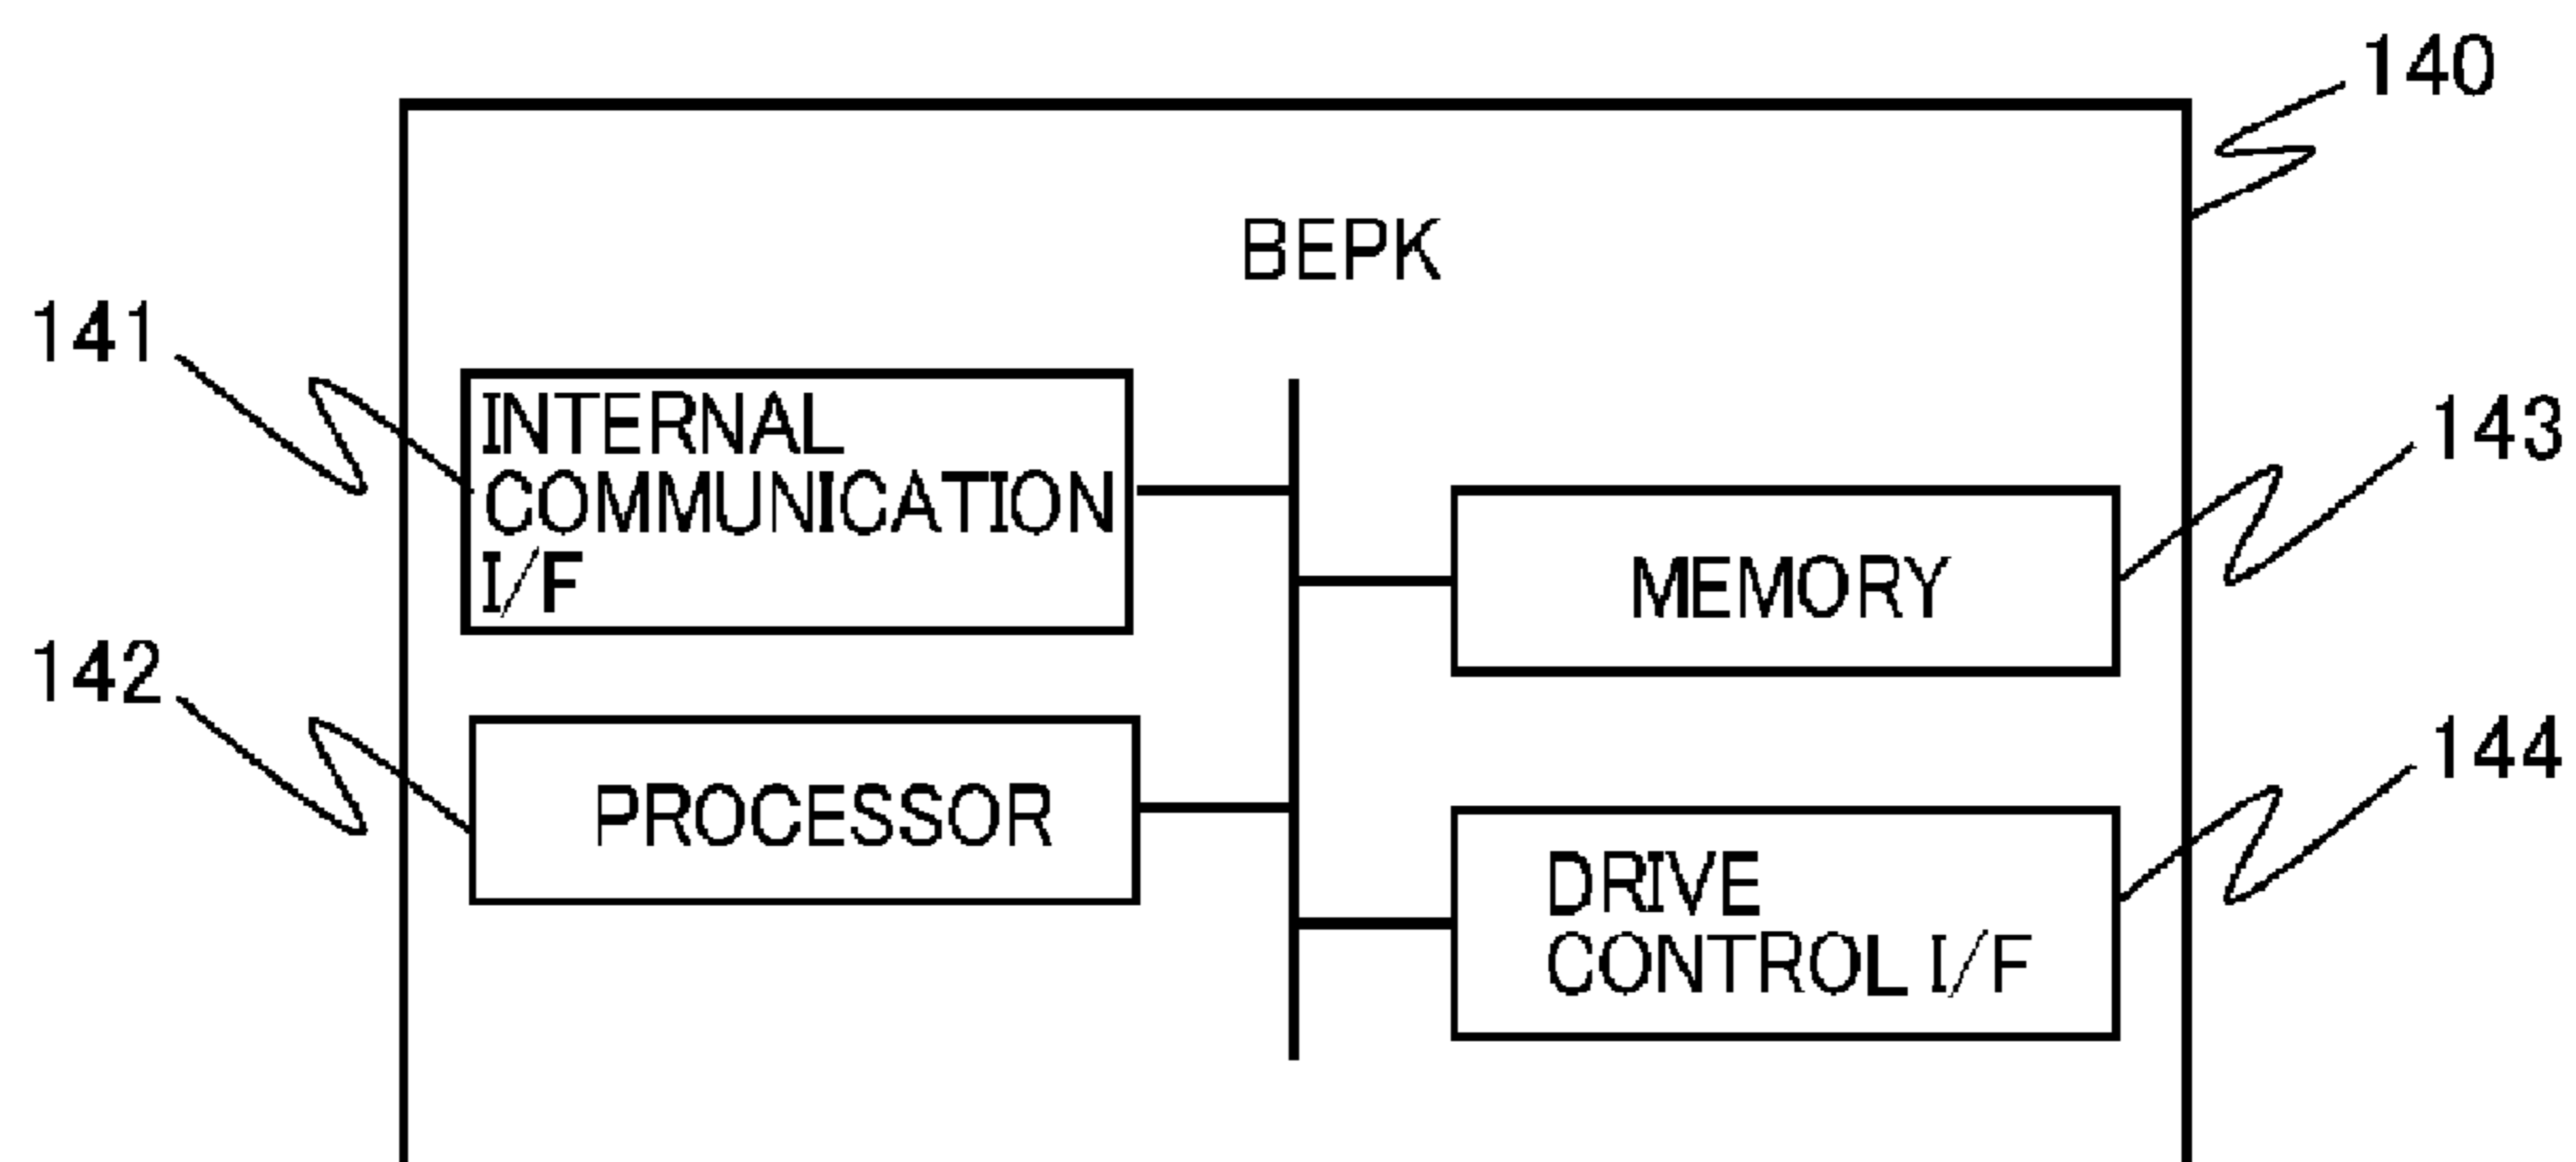 140
BEPK
141
INTERNAL
COMMUNICATION
I/F
143
MEMORY
142
PROCESSOR
144
DRIVE
CONTROL I/F